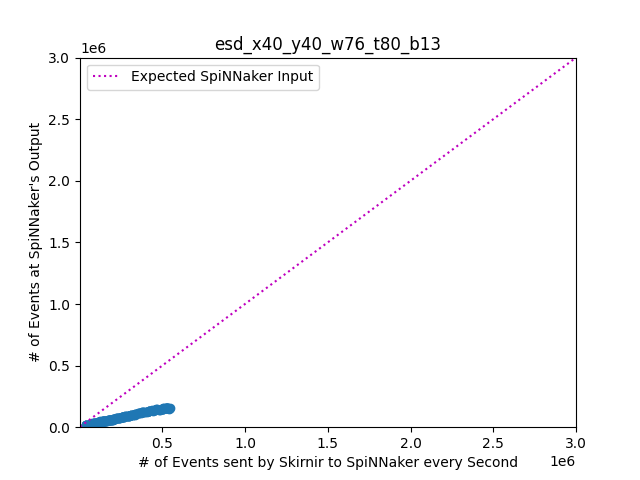 esd_x40_y40_w76_t80_b13
1e6
3.0
2.5
2.0
1.5
1.0
0.5
0.0
Expected SpiNNaker Input
# of Events at SpiNNaker's Output
0.5 1.0 1.5 2.0 2.5 3.0
# of Events sent by Skirnir to SpiNNaker every Second
1e6